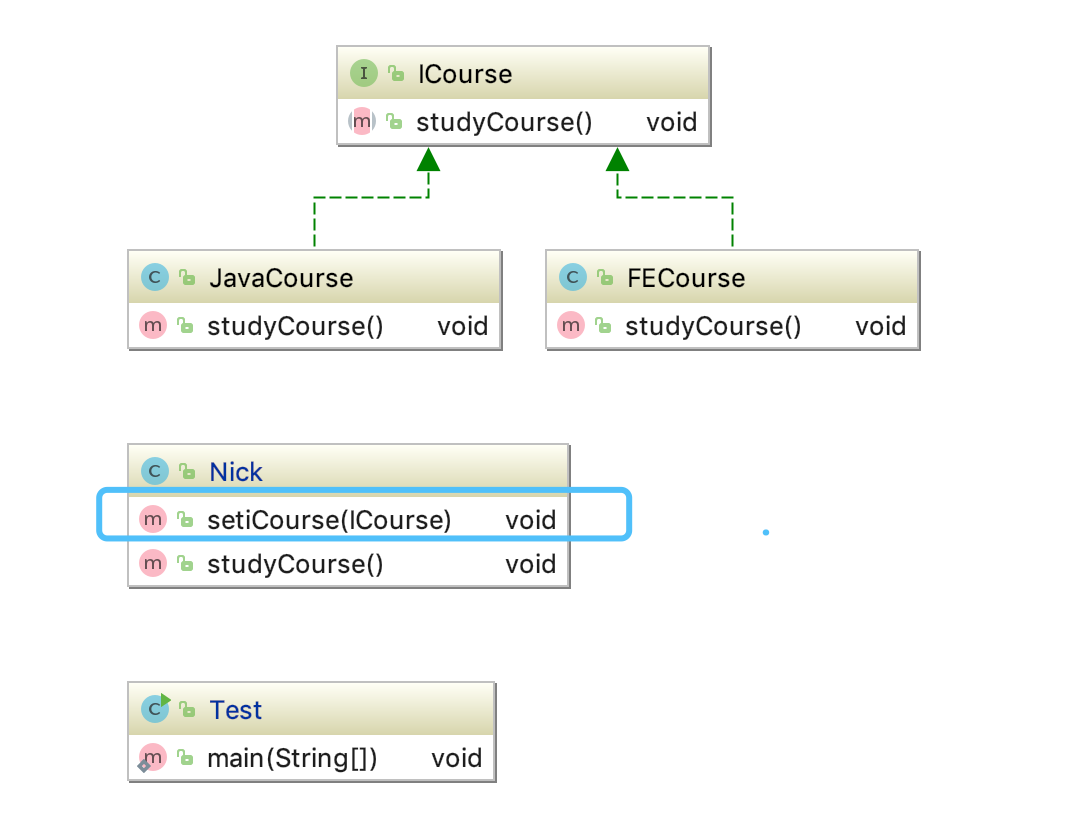 I ICourse
m studyCourse() void
C JavaCourse
m studyCourse() void
C FECourse
m studyCourse() void
C Nick
m setiCourse(ICourse) void
m studyCourse() void
C Test
m main(String[]) void